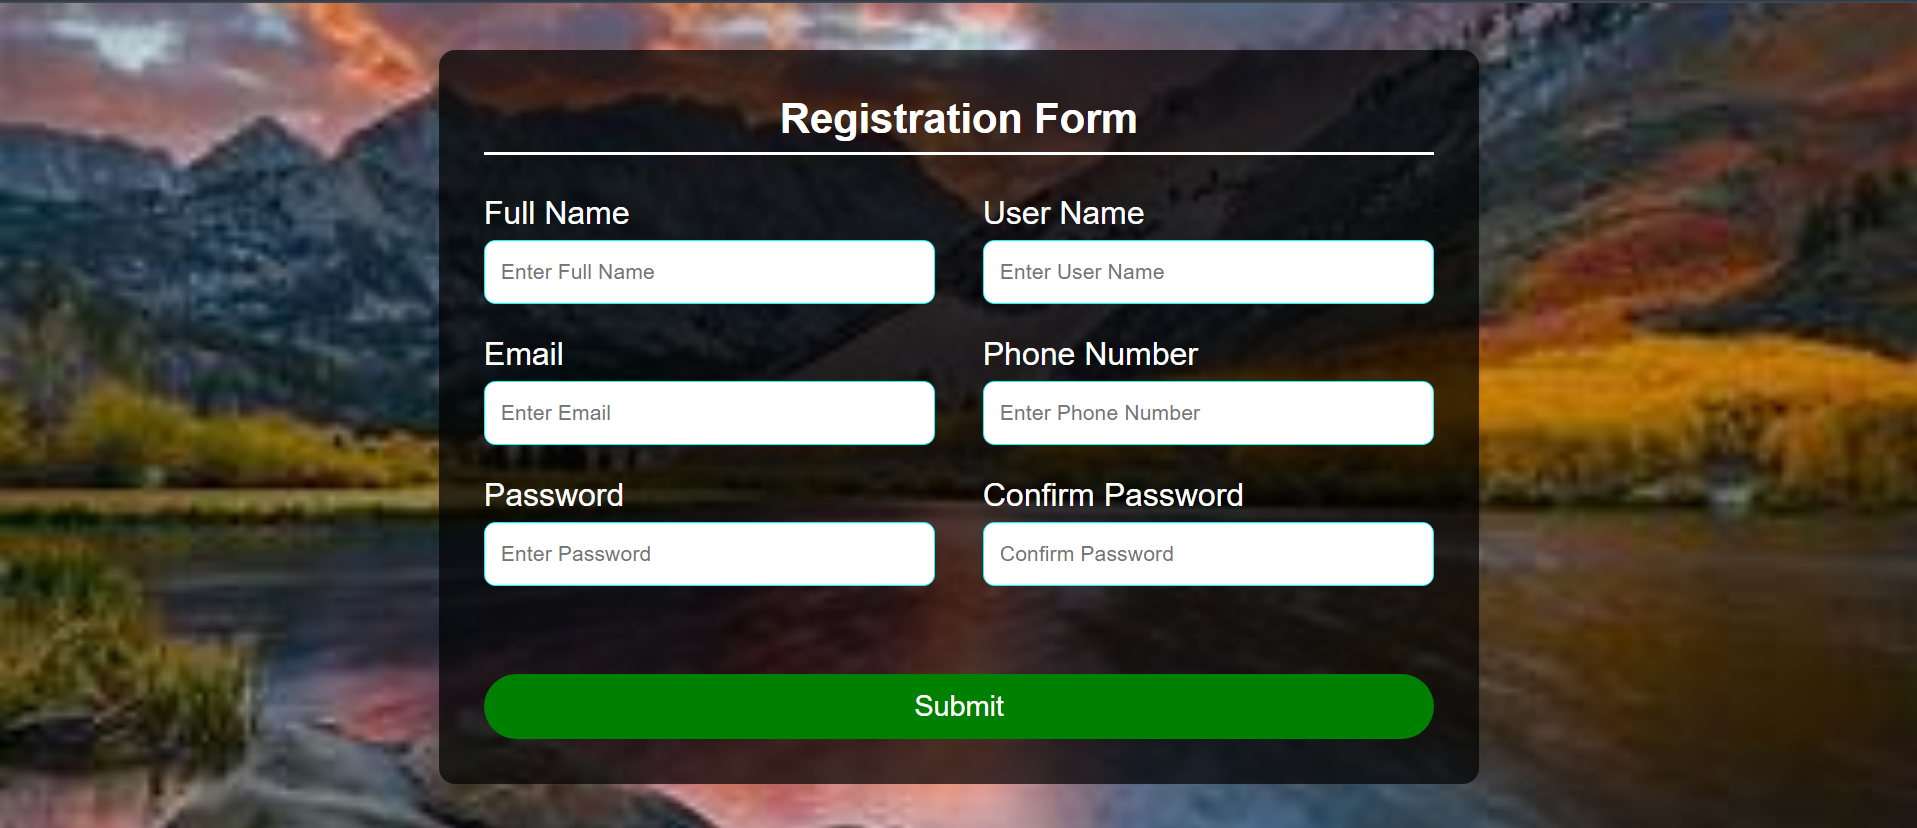 Registration Form
Full Name
User Name
Enter Full Name
Enter User Name
Email
Phone Number
Enter Email
Enter Phone Number
Password
Confirm Password
Enter Password
Confirm Password
Submit